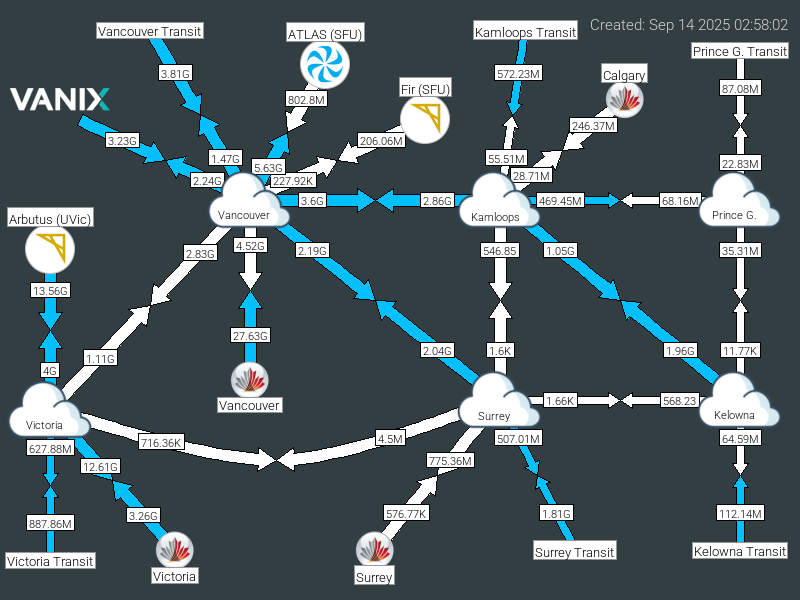 Created: Sep 14 2025 02:58:02
Vancouver Transit
ATLAS (SFU)
Kamloops Transit
Prince G. Transit
3.81G
572.23M
Calgary
87.08M
VANIX
802.8M
Fir (SFU)
246.37M
3.23G
206.06M
1.47G
55.51M
22.83M
5.63G
28.71M
2.24G
227.92K
3.6G
2.86G
469.45M
68.16M
Vancouver
Kamloops
Prince G.
Arbutus (UVic)
2.83G
4.52G
2.19G
546.85
1.05G
35.31M
13.56G
27.63G
1.11G
2.04G
1.6K
1.96G
11.77K
4G
Vancouver
1.66K
568.23
Victoria
Surrey
Kelowna
627.88M
716.36K
4.5M
507.01M
64.59M
12.61G
775.36M
887.86M
3.26G
576.77K
1.81G
112.14M
Victoria Transit
Victoria
Surrey
Surrey Transit
Kelowna Transit